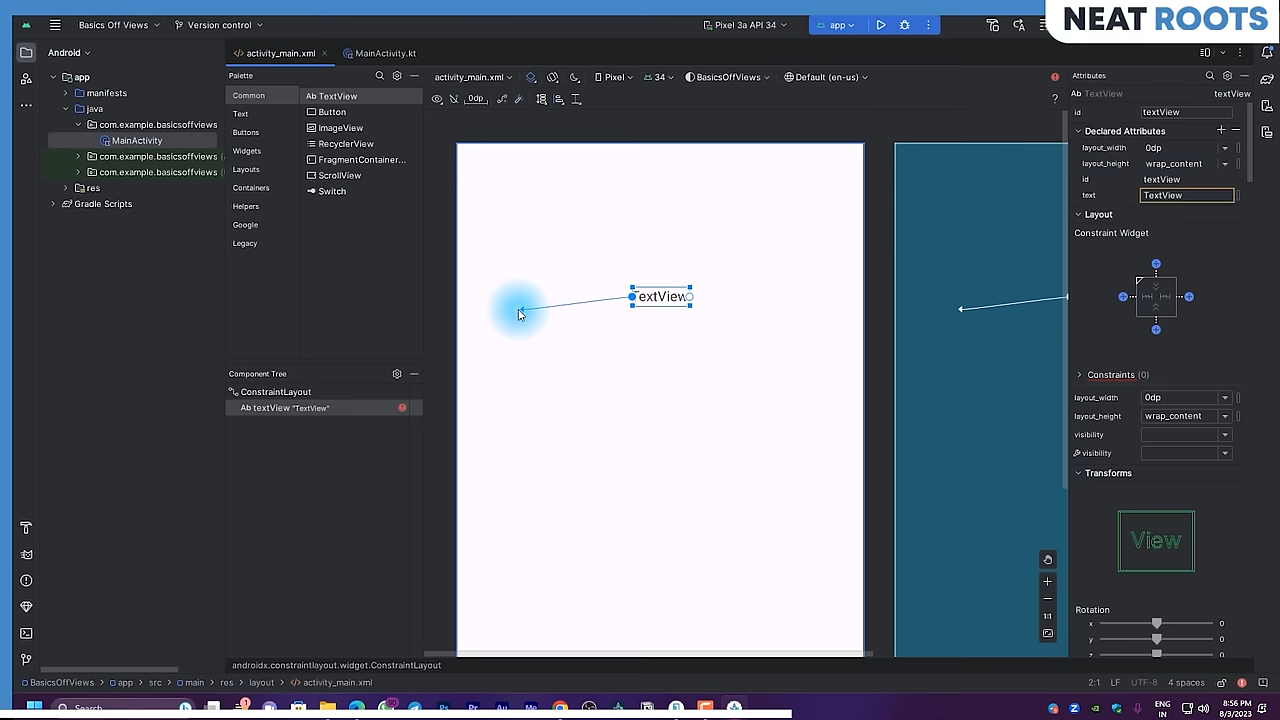 NEAT ROOTS
Basics Off Views
Version control
Pixel 3a API 34
app
Android
activity_main.xml
MainActivity.kt
app
manifests
java
com.example.basicsoffviews
MainActivity
com.example.basicsoffviews
com.example.basicsoffviews
res
Gradle Scripts
Palette
Common
Text
Buttons
Widgets
Layouts
Containers
Helpers
Google
Legacy
Ab TextView
Button
ImageView
RecyclerView
FragmentContainer...
ScrollView
Switch
Component Tree
ConstraintLayout
Ab textView "TextView"
activity_main.xml
Pixel
34
BasicsOffViews
Default (en-us)
0dp
?
TextView
Attributes
Ab TextView textView
id textView
Declared Attributes
layout_width 0dp
layout_height wrap_content
id textView
text TextView
Layout
Constraint Widget
Constraints (0)
layout_width 0dp
layout_height wrap_content
visibility
visibility
Transforms
View
Rotation
x 0
y 0
z 0
1:1
androidx.constraintlayout.widget.ConstraintLayout
BasicsOffViews
app
src
main
res
layout
activity_main.xml
2:1 LF UTF-8 4 spaces
Search
ENG
IN
8:56 PM
8/3/2023